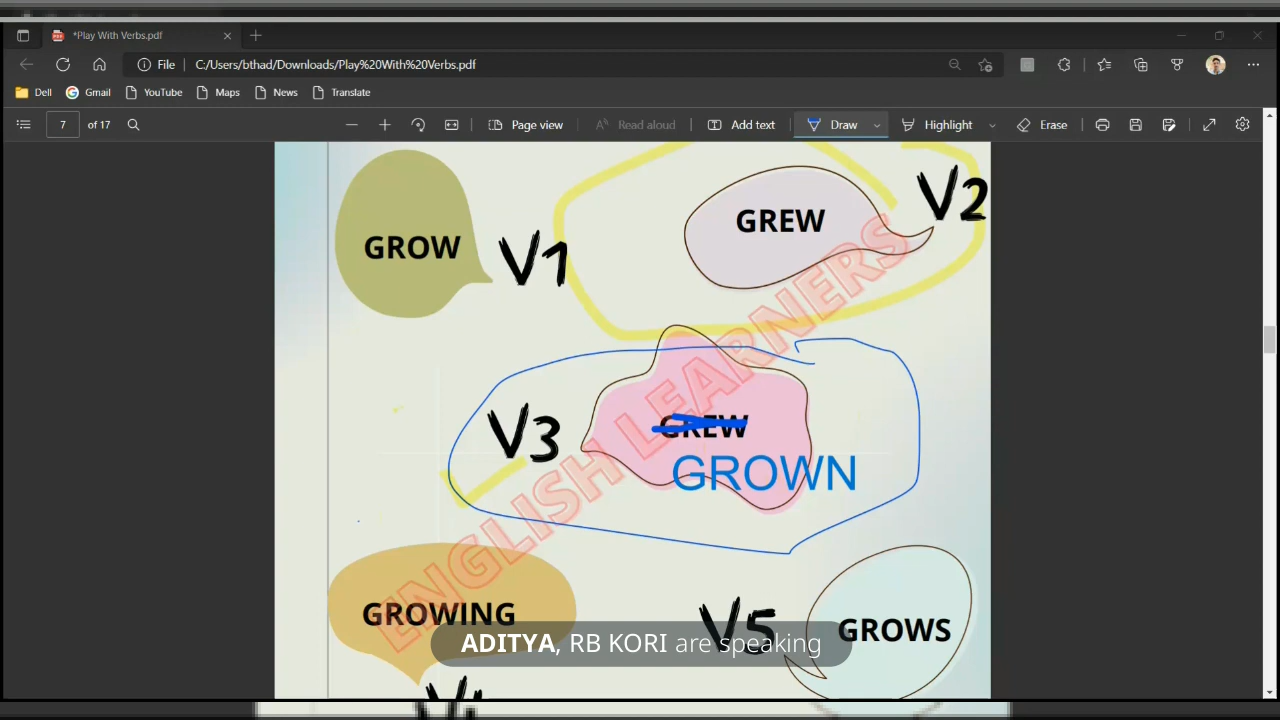 *Play With Verbs.pdf
File C:/Users/bthad/Downloads/Play%20With%20Verbs.pdf
Dell Gmail YouTube Maps News Translate
7 of 17 Page view Read aloud Add text Draw Highlight Erase
GROW V1
GREW V2
V3 GREW
GROWN
ENGLISH LEARNERS
GROWING
V5 GROWS
ADITYA, RB KORI are speaking